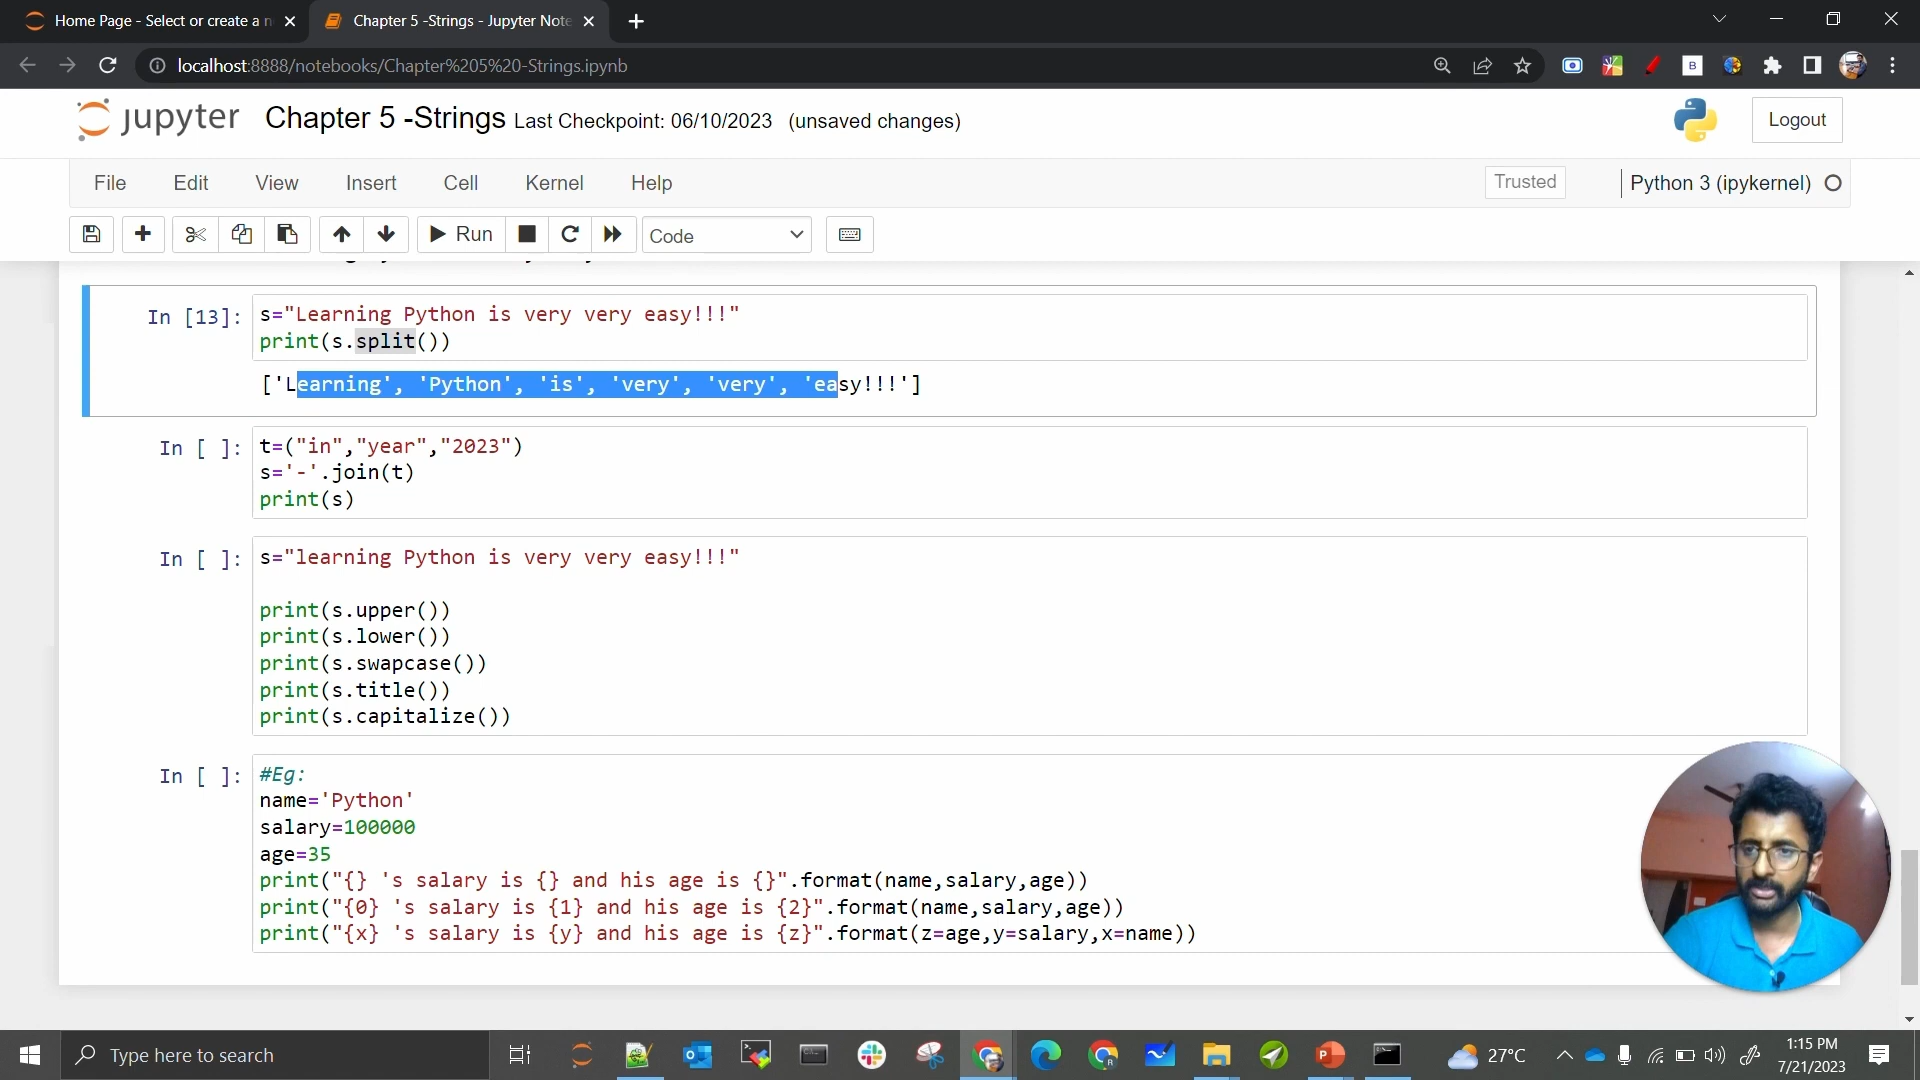 Home Page - Select or create a n
Chapter 5 -Strings - Jupyter Note
localhost:8888/notebooks/Chapter%205%20-Strings.ipynb
B
jupyter Chapter 5 -Strings Last Checkpoint: 06/10/2023 (unsaved changes)
Logout
File Edit View Insert Cell Kernel Help
Trusted
Python 3 (ipykernel)
Run
Code
In [13]: s="Learning Python is very very easy!!!"
print(s.split())
['Learning', 'Python', 'is', 'very', 'very', 'easy!!!']
In [ ]: t=("in","year","2023")
s='-'.join(t)
print(s)
In [ ]: s="learning Python is very very easy!!!"
print(s.upper())
print(s.lower())
print(s.swapcase())
print(s.title())
print(s.capitalize())
In [ ]: #Eg:
name='Python'
salary=100000
age=35
print("{} 's salary is {} and his age is {}".format(name,salary,age))
print("{0} 's salary is {1} and his age is {2}".format(name,salary,age))
print("{x} 's salary is {y} and his age is {z}".format(z=age,y=salary,x=name))
Type here to search
27°C
1:15 PM
7/21/2023